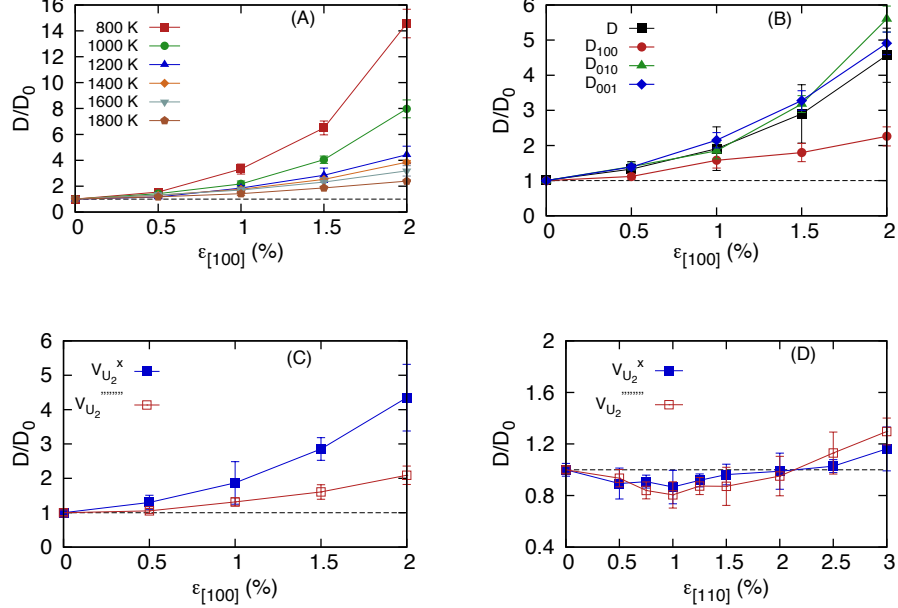 (A)
800 K
1000 K
1200 K
1400 K
1600 K
1800 K
D/D0
0
2
4
6
8
10
12
14
16
0
0.5
1
1.5
2
ε[100] (%)
(B)
D
D100
D010
D001
D/D0
0
1
2
3
4
5
6
0
0.5
1
1.5
2
ε[100] (%)
(C)
VU2 x
VU2 ''''''''
D/D0
0
1
2
3
4
5
6
0
0.5
1
1.5
2
ε[100] (%)
(D)
VU2 x
VU2 ''''''''
D/D0
0.4
0.8
1.2
1.6
2
0
0.5
1
1.5
2
2.5
3
ε[110] (%)